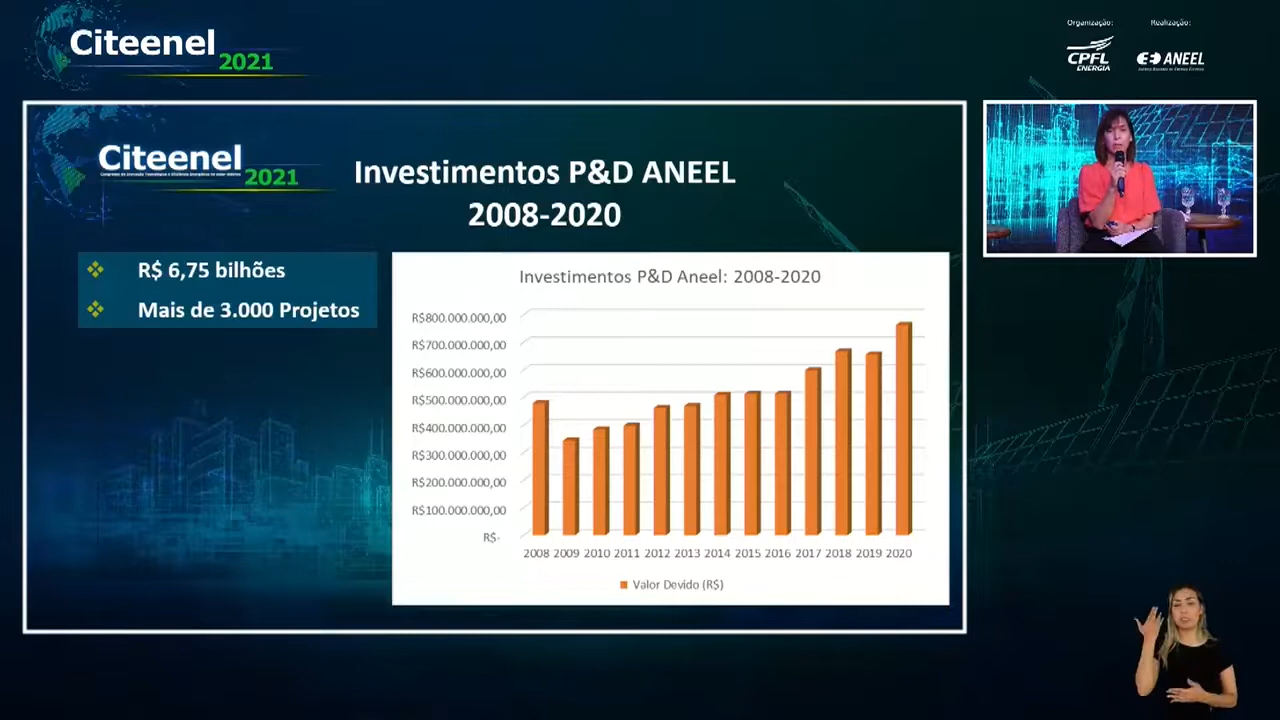 Citeenel
2021
Organização:
CPFL
ENERGIA
Realização:
ANEEL
Citeenel
2021
Investimentos P&D ANEEL
2008-2020
R$ 6,75 bilhões
Mais de 3.000 Projetos
Investimentos P&D Aneel: 2008-2020
R$800.000.000,00
R$700.000.000,00
R$600.000.000,00
R$500.000.000,00
R$400.000.000,00
R$300.000.000,00
R$200.000.000,00
R$100.000.000,00
R$-
2008 2009 2010 2011 2012 2013 2014 2015 2016 2017 2018 2019 2020
Valor Devido (R$)